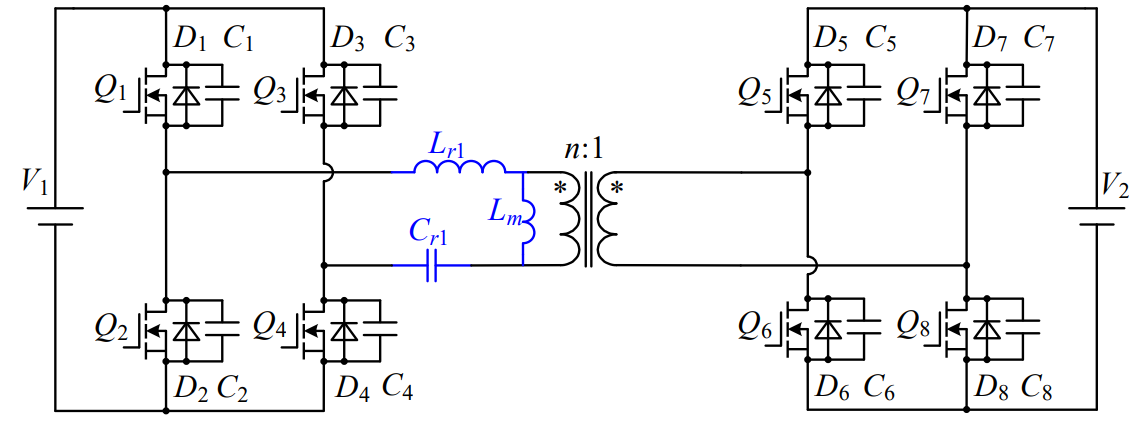 D1 C1 D3 C3 D5 C5 D7 C7
Q1 Q3 Q5 Q7
Lr1 n:1
V1 * * V2
Lm
Cr1
Q2 Q4 Q6 Q8
D2 C2 D4 C4 D6 C6 D8 C8